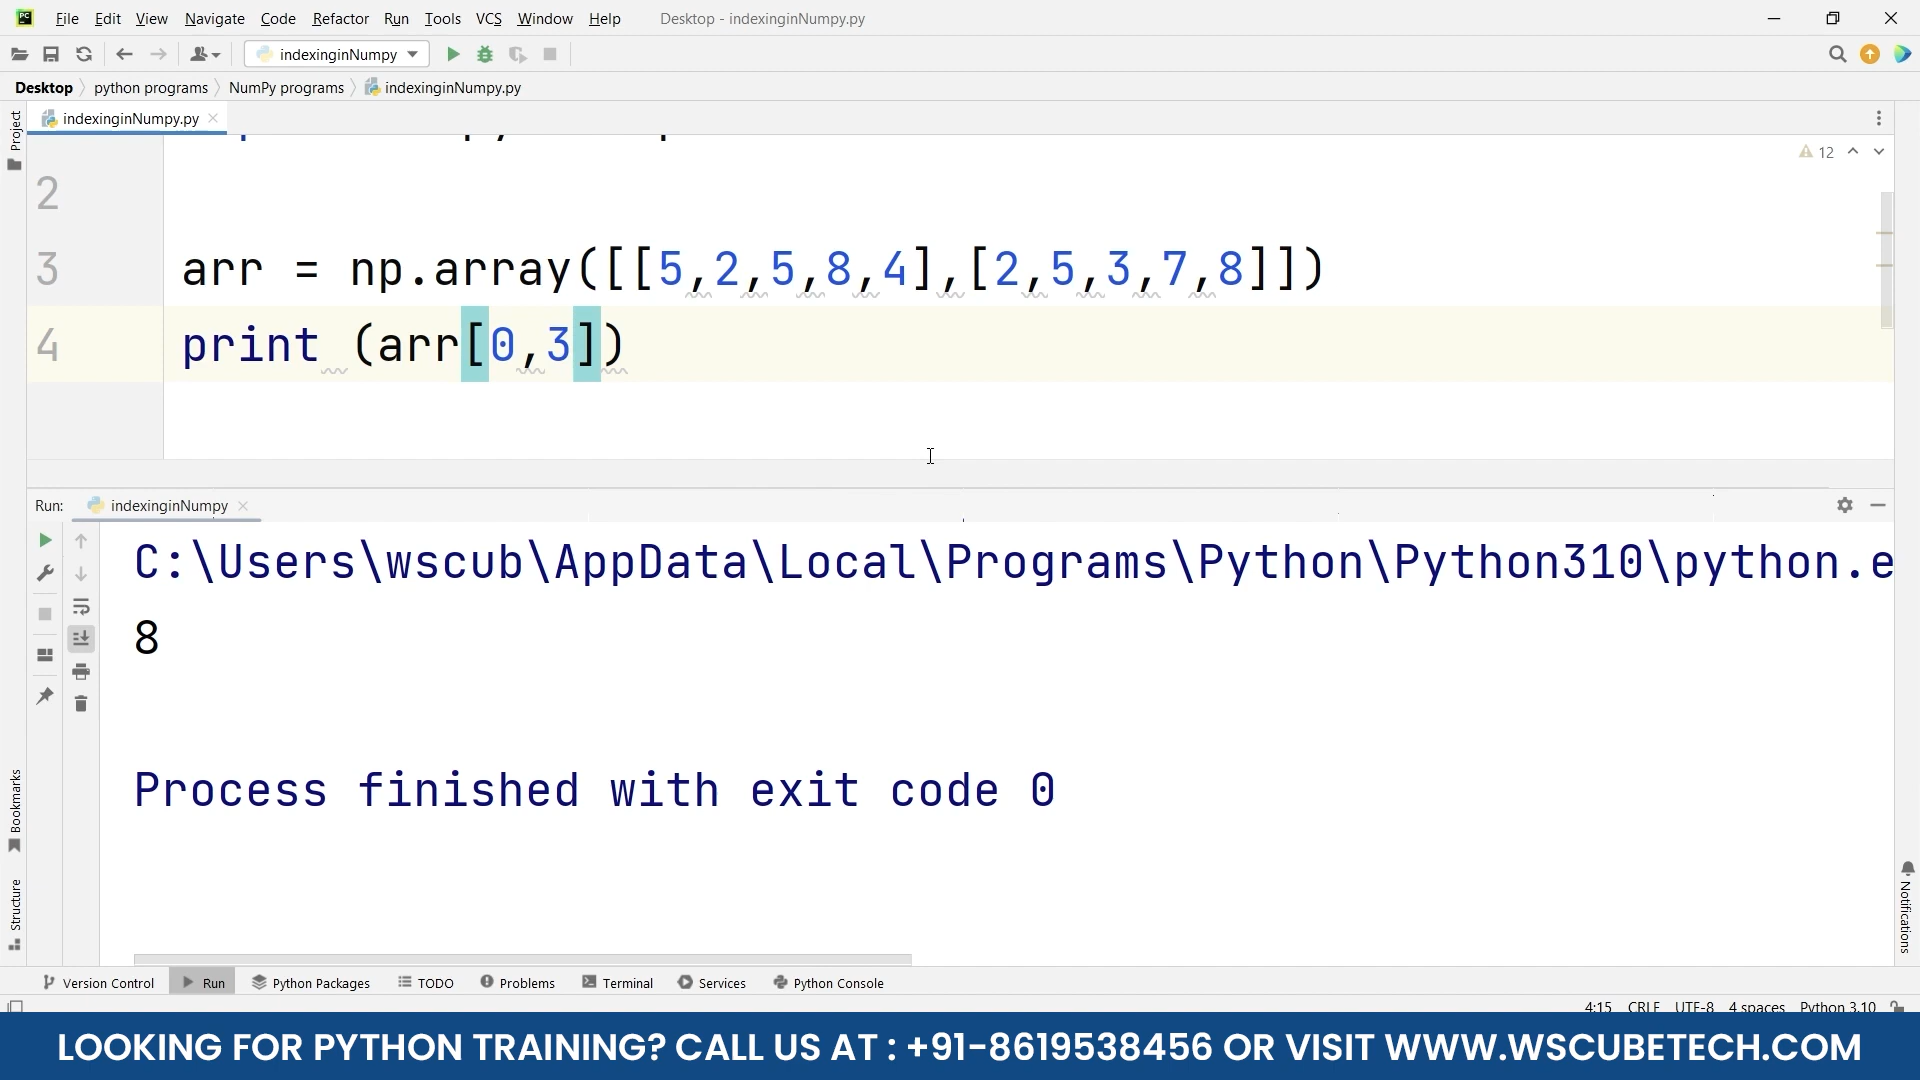 File Edit View Navigate Code Refactor Run Tools VCS Window Help Desktop - indexinginNumpy.py
indexinginNumpy
Desktop python programs NumPy programs indexinginNumpy.py
Project
indexinginNumpy.py
12
2
3 arr = np.array([[5,2,5,8,4],[2,5,3,7,8]])
4 print (arr[0,3])
Run: indexinginNumpy
C:\Users\wscub\AppData\Local\Programs\Python\Python310\python.e
8
Process finished with exit code 0
Bookmarks
Structure
Notifications
Version Control Run Python Packages TODO Problems Terminal Services Python Console
4:15 CRLF UTF-8 4 spaces Python 3.10
LOOKING FOR PYTHON TRAINING? CALL US AT : +91-8619538456 OR VISIT WWW.WSCUBETECH.COM